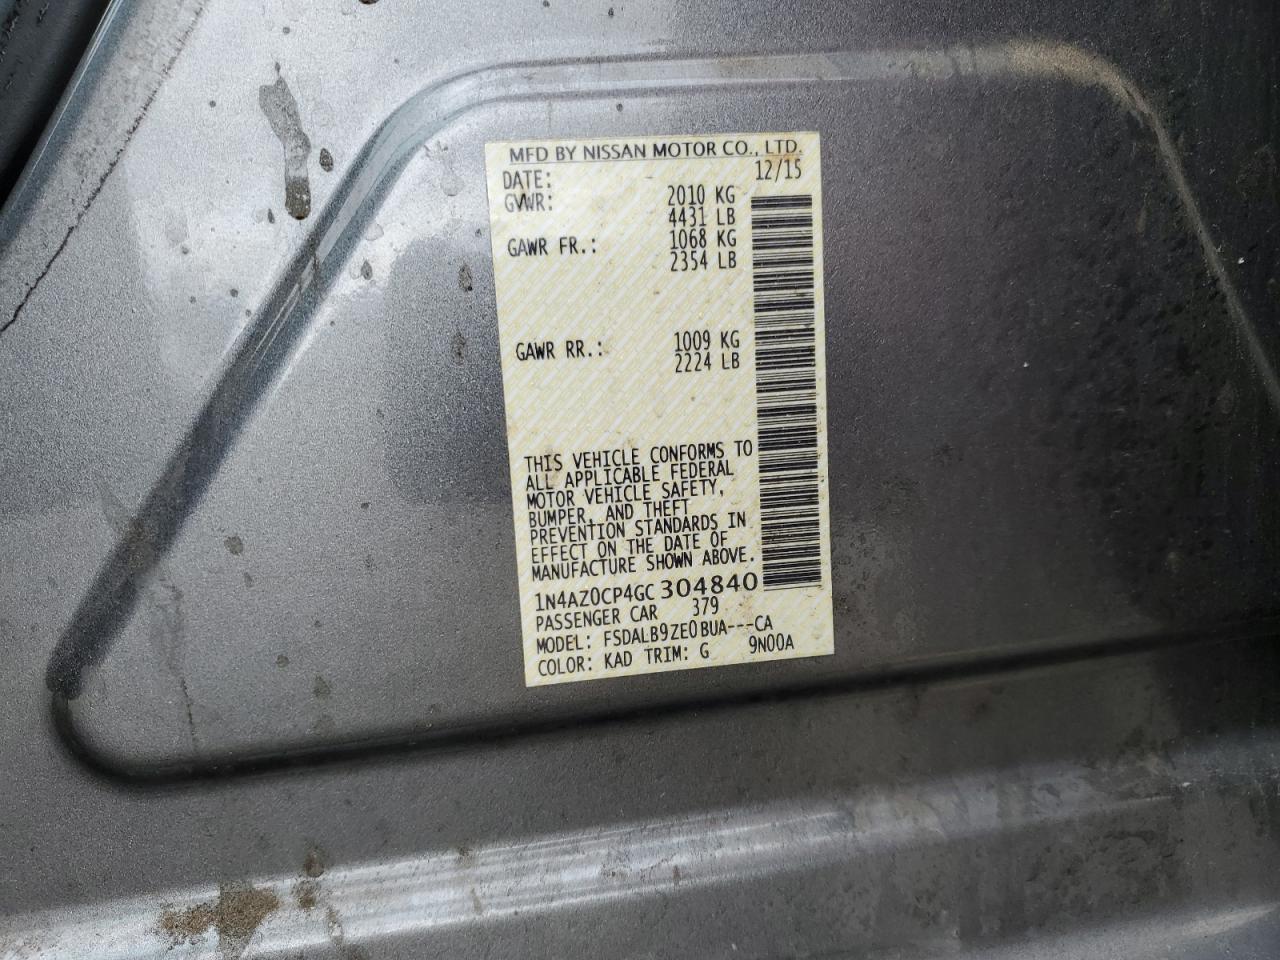 MFD BY NISSAN MOTOR CO., LTD.
DATE: 12/15
GVWR: 2010 KG
4431 LB
GAWR FR.: 1068 KG
2354 LB
GAWR RR.: 1009 KG
2224 LB
THIS VEHICLE CONFORMS TO
ALL APPLICABLE FEDERAL
MOTOR VEHICLE SAFETY,
BUMPER, AND THEFT
PREVENTION STANDARDS IN
EFFECT ON THE DATE OF
MANUFACTURE SHOWN ABOVE.
1N4AZ0CP4GC304840
PASSENGER CAR 379
MODEL: FSDALB9ZE0BUA---CA
COLOR: KAD TRIM: G 9N00A